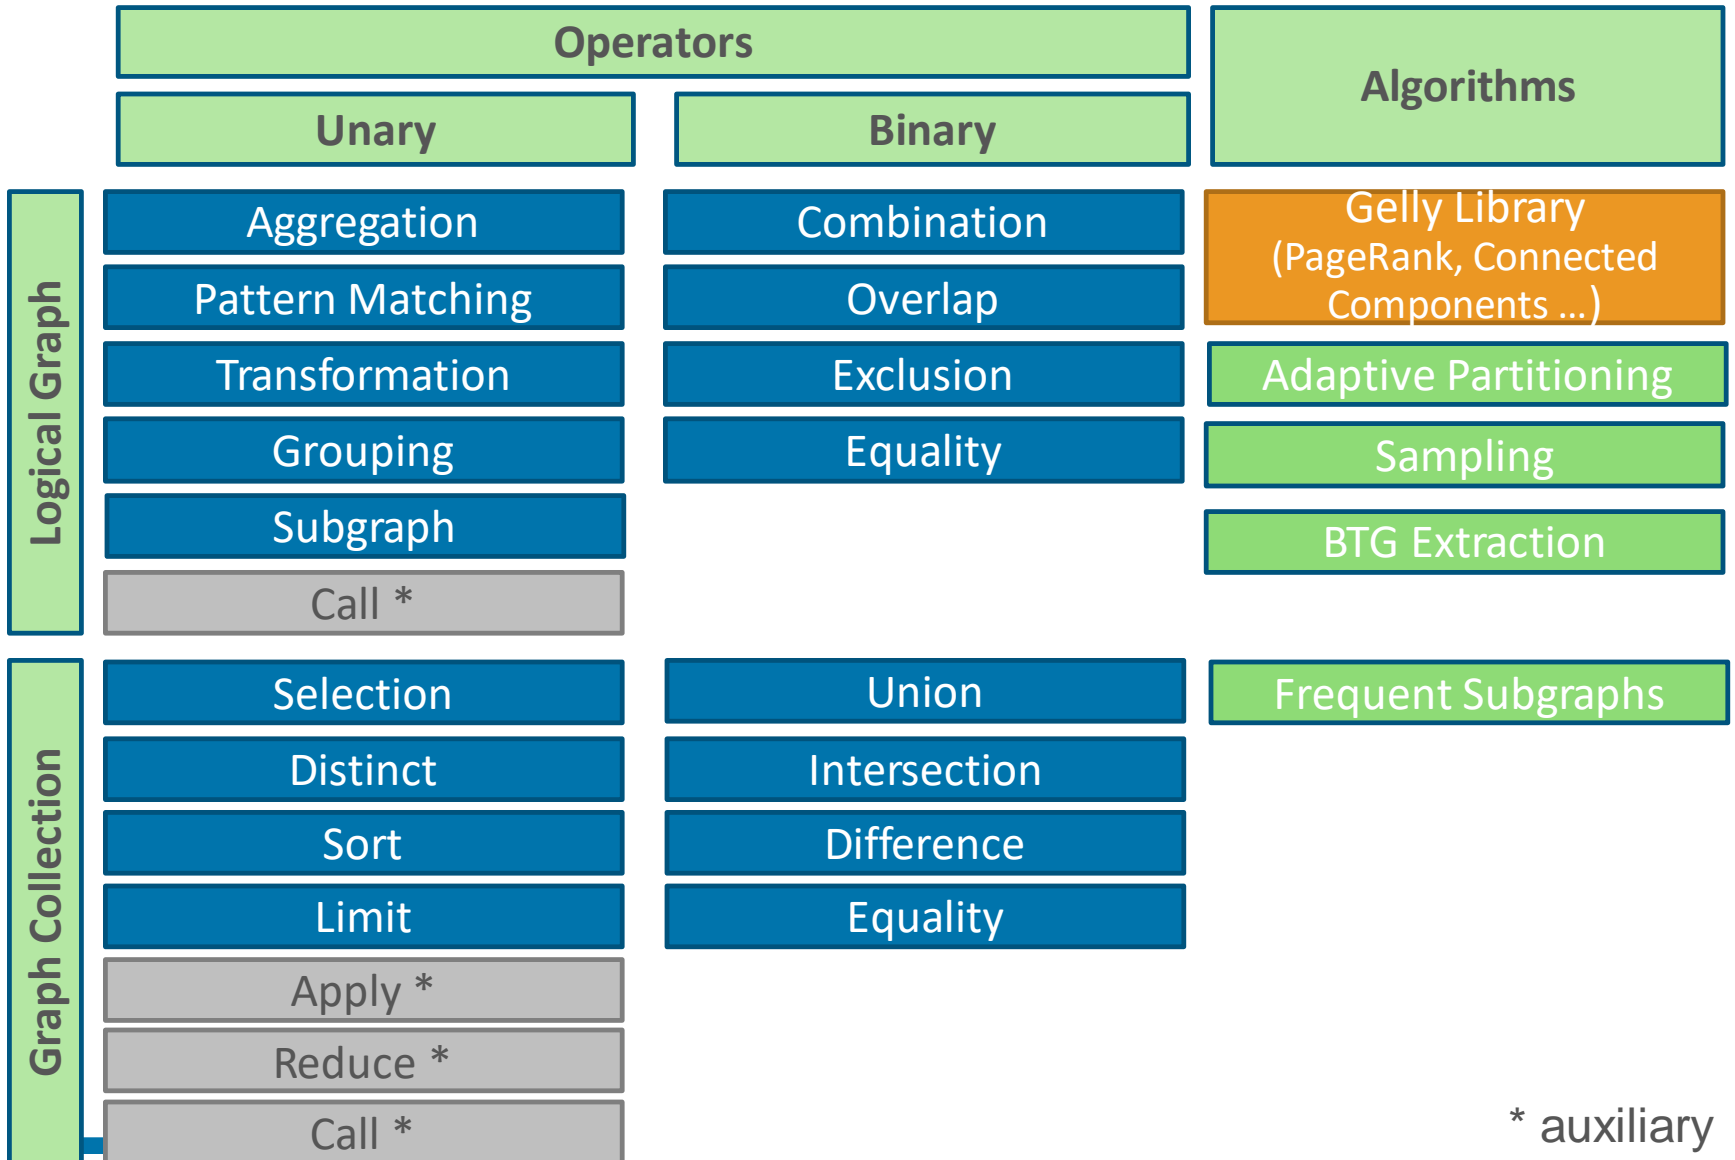 Operators
Algorithms
Unary
Binary
Logical Graph
Aggregation
Combination
Gelly Library
(PageRank, Connected
Components ...)
Pattern Matching
Overlap
Transformation
Exclusion
Adaptive Partitioning
Grouping
Equality
Sampling
Subgraph
BTG Extraction
Call *
Graph Collection
Selection
Union
Frequent Subgraphs
Distinct
Intersection
Sort
Difference
Limit
Equality
Apply *
Reduce *
Call *
* auxiliary